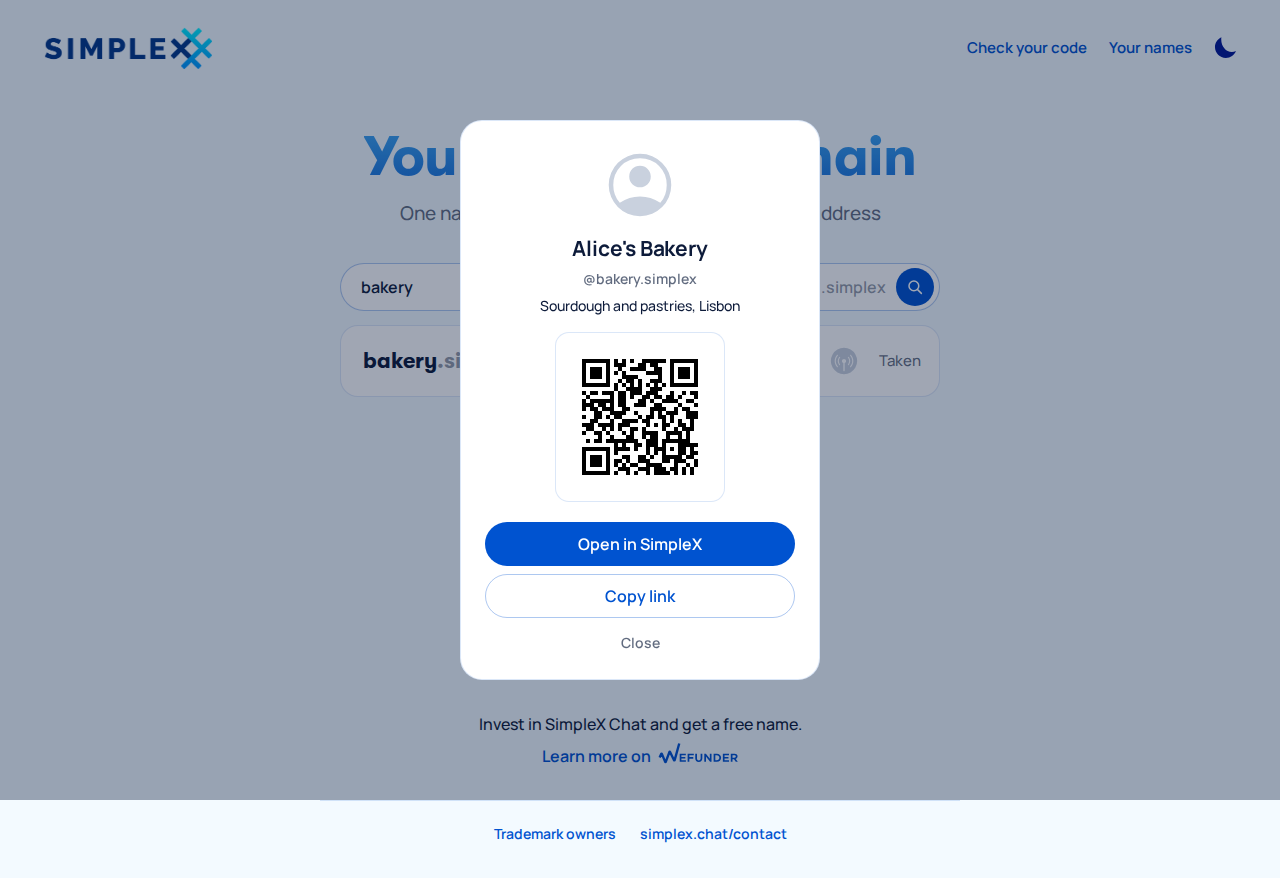 SIMPLEX
Check your code
Your names
You
main
One na
ddress
bakery
.simplex
bakery.si
Taken
Alice's Bakery
@bakery.simplex
Sourdough and pastries, Lisbon
Open in SimpleX
Copy link
Close
Invest in SimpleX Chat and get a free name.
Learn more on WEFUNDER
Trademark owners
simplex.chat/contact